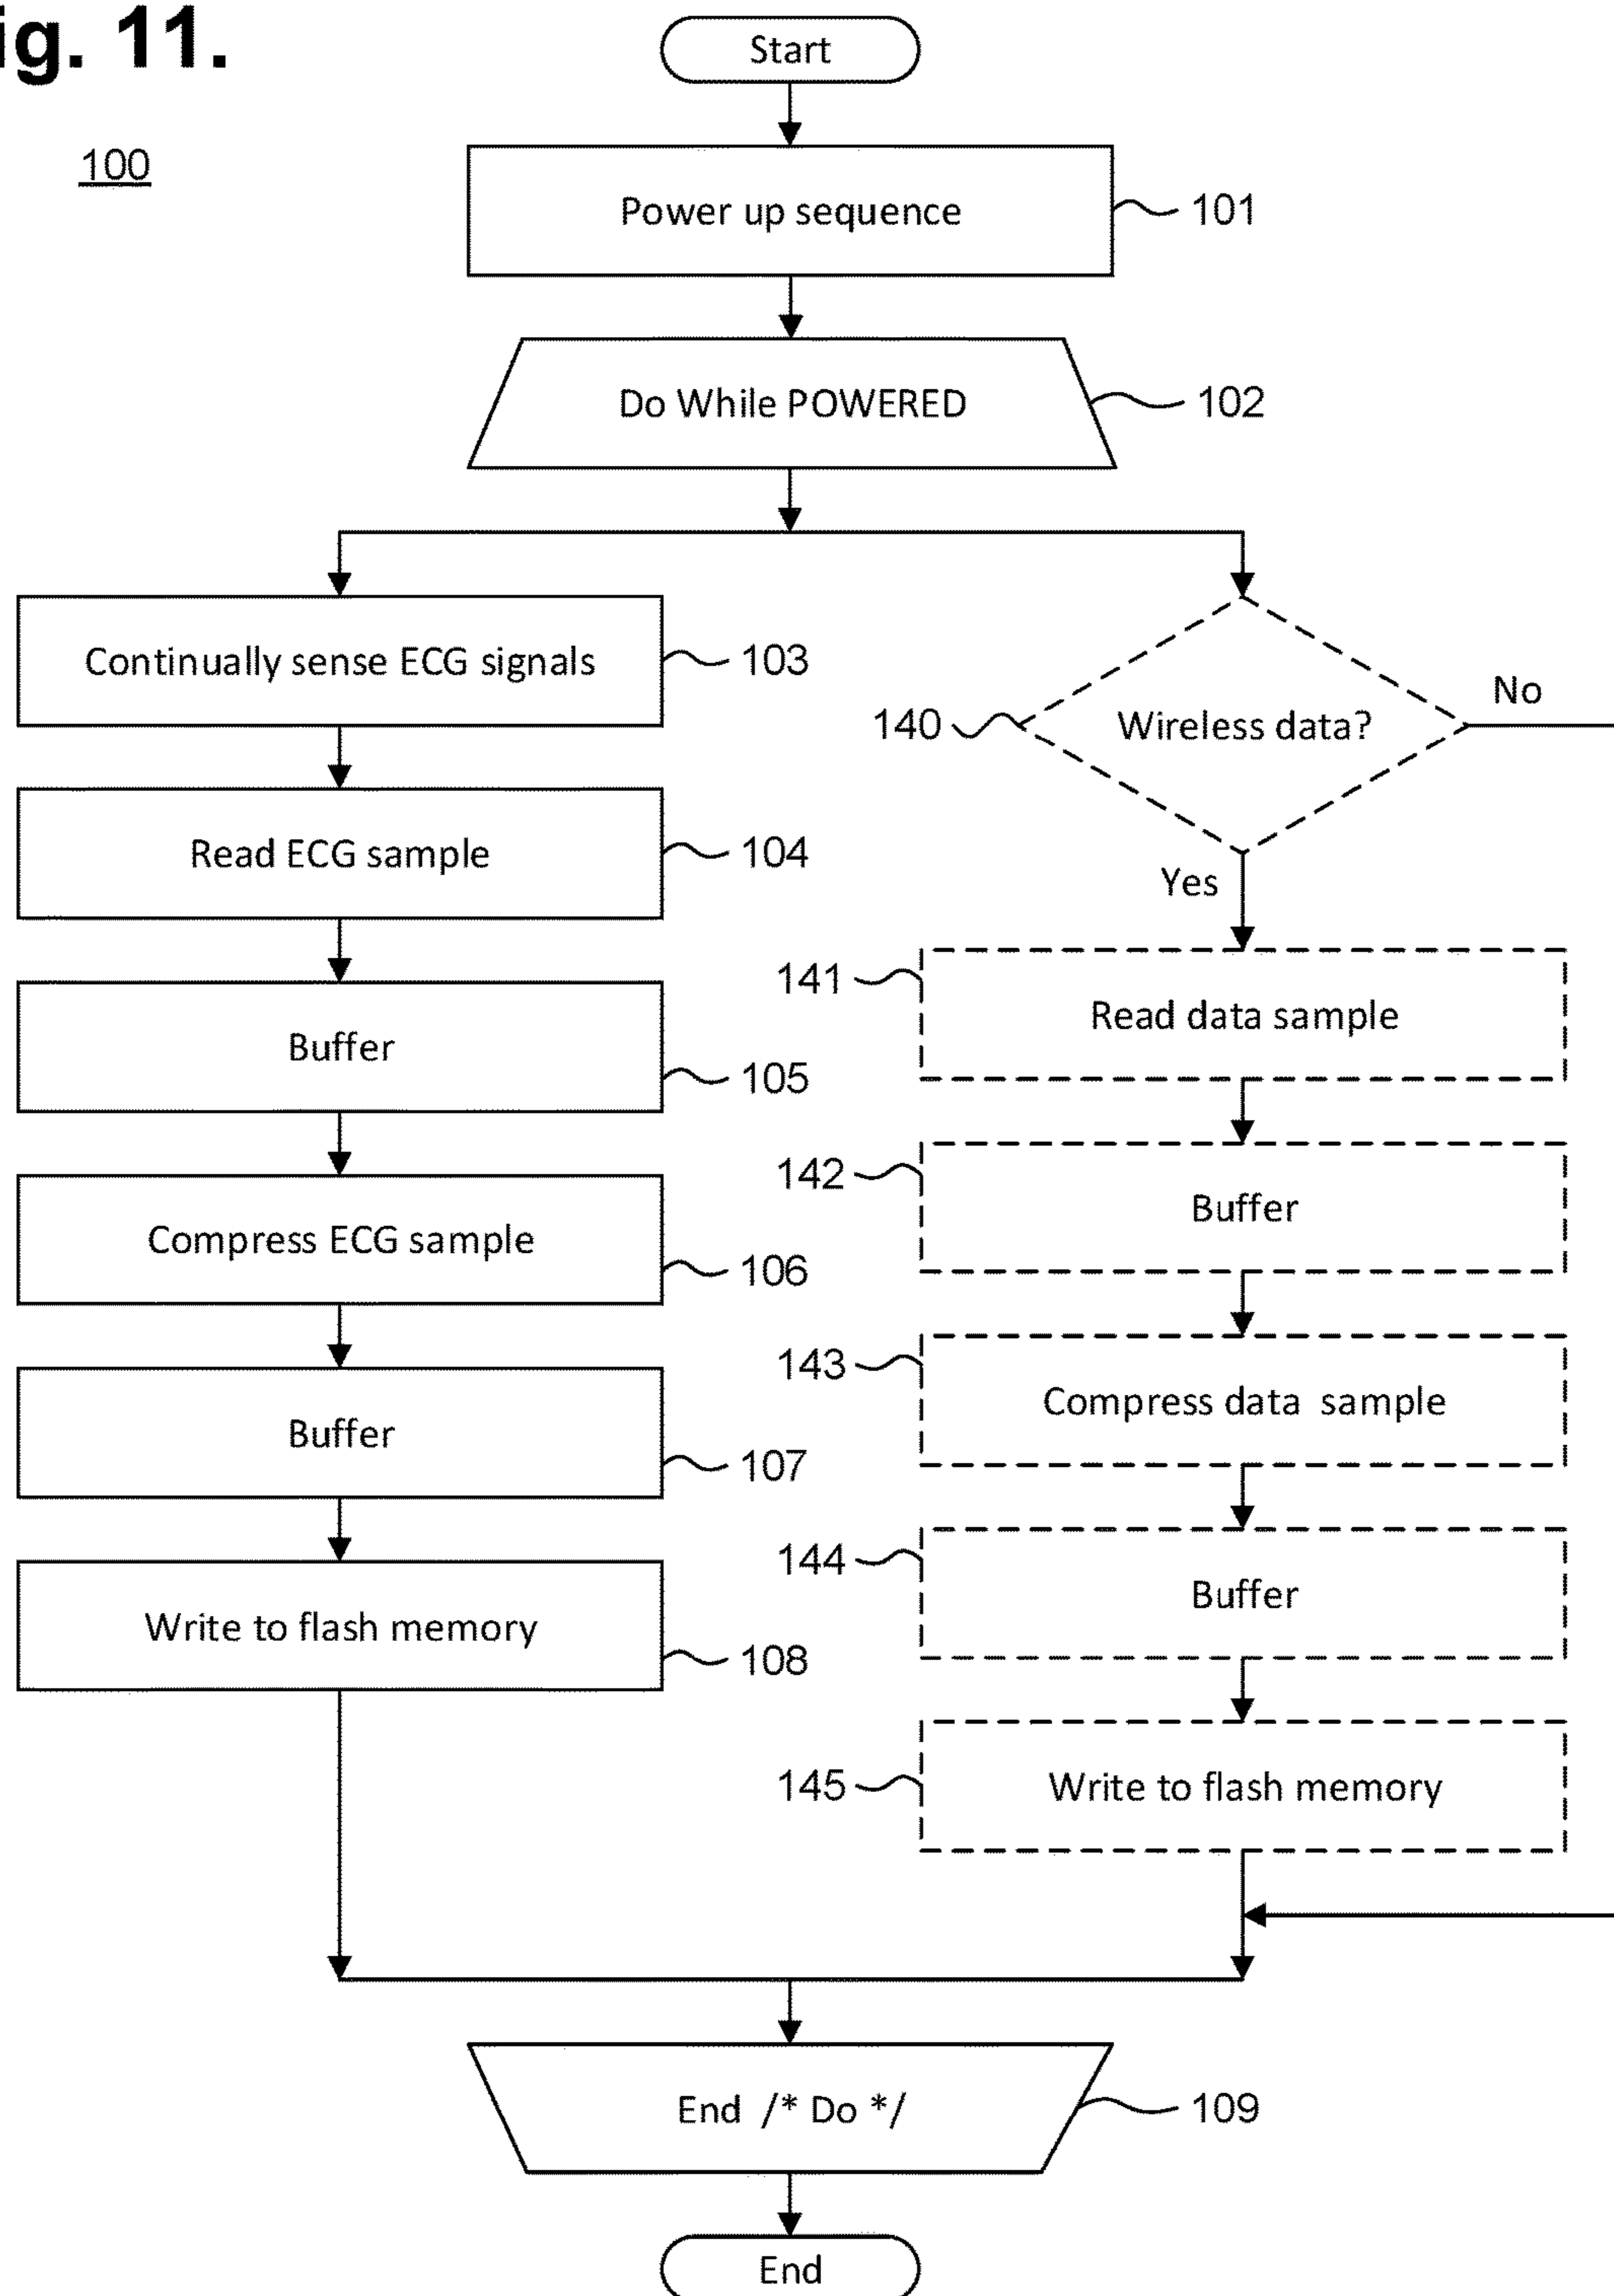 ig. 11.
100
Start
Power up sequence
101
Do While POWERED
102
Continually sense ECG signals
103
Read ECG sample
104
Buffer
105
Compress ECG sample
106
Buffer
107
Write to flash memory
108
140
Wireless data?
No
Yes
141
Read data sample
142
Buffer
143
Compress data sample
144
Buffer
145
Write to flash memory
End /* Do */
109
End